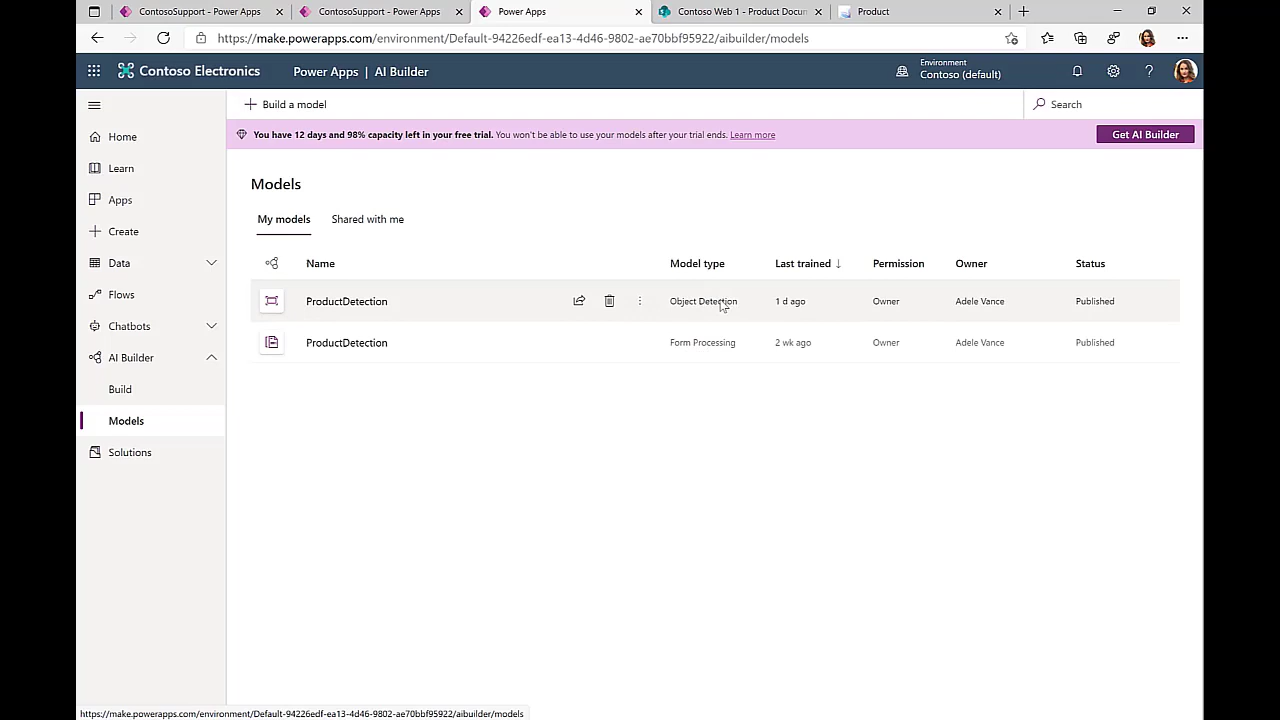 ContosoSupport - Power Apps
ContosoSupport - Power Apps
Power Apps
Contoso Web 1 - Product Docun
Product
https://make.powerapps.com/environment/Default-94226edf-ea13-4d46-9802-ae70bbf95922/aibuilder/models
Contoso Electronics
Power Apps | AI Builder
Environment
Contoso (default)
Build a model
Search
You have 12 days and 98% capacity left in your free trial. You won't be able to use your models after your trial ends. Learn more
Get AI Builder
Home
Learn
Apps
Create
Data
Flows
Chatbots
AI Builder
Build
Models
Solutions
Models
My models
Shared with me
Name Model type Last trained ↓ Permission Owner Status
ProductDetection Object Detection 1 d ago Owner Adele Vance Published
ProductDetection Form Processing 2 wk ago Owner Adele Vance Published
https://make.powerapps.com/environment/Default-94226edf-ea13-4d46-9802-ae70bbf95922/aibuilder/models